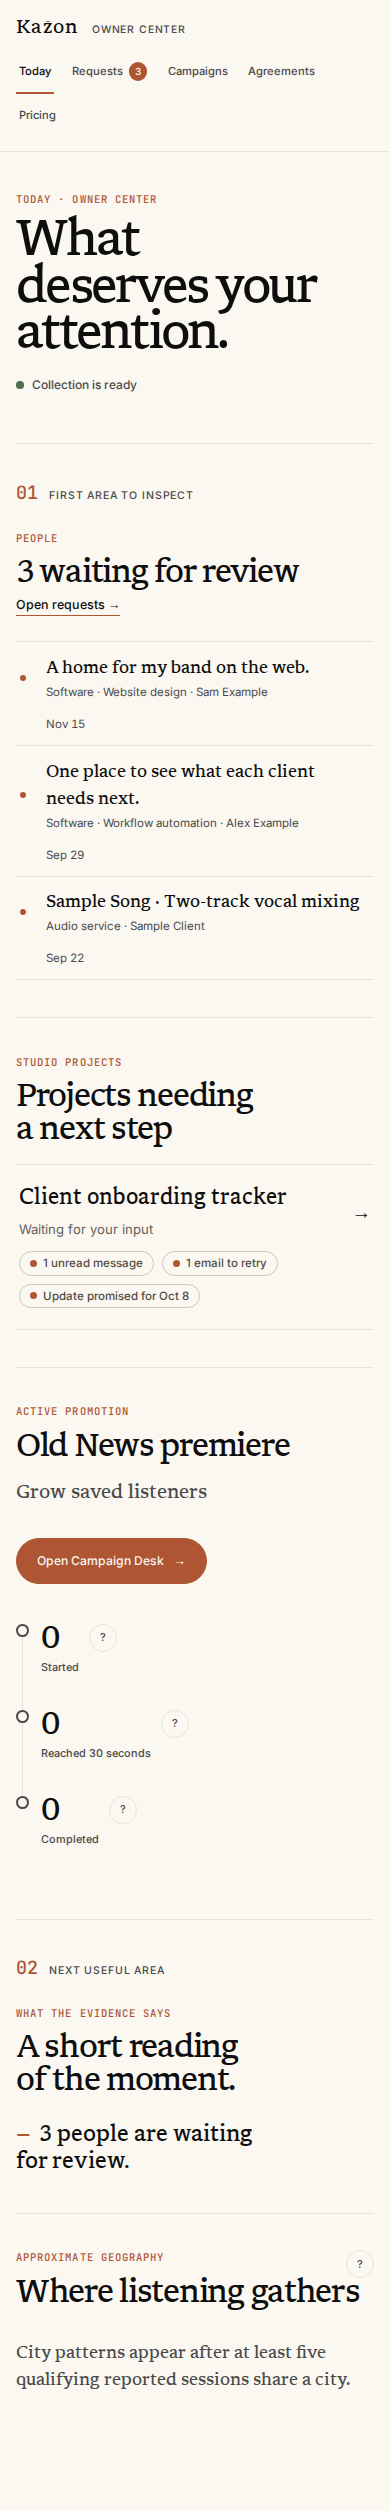 Kažon OWNER CENTER
Today Requests 3 Campaigns Agreements
Pricing
TODAY · OWNER CENTER
What
deserves your
attention.
Collection is ready
01 FIRST AREA TO INSPECT
PEOPLE
3 waiting for review
Open requests →
A home for my band on the web.
Software · Website design · Sam Example
Nov 15
One place to see what each client
needs next.
Software · Workflow automation · Alex Example
Sep 29
Sample Song · Two-track vocal mixing
Audio service · Sample Client
Sep 22
STUDIO PROJECTS
Projects needing
a next step
Client onboarding tracker →
Waiting for your input
1 unread message 1 email to retry
Update promised for Oct 8
ACTIVE PROMOTION
Old News premiere
Grow saved listeners
Open Campaign Desk →
0 ?
Started
0 ?
Reached 30 seconds
0 ?
Completed
02 NEXT USEFUL AREA
WHAT THE EVIDENCE SAYS
A short reading
of the moment.
— 3 people are waiting
for review.
APPROXIMATE GEOGRAPHY ?
Where listening gathers
City patterns appear after at least five
qualifying reported sessions share a city.